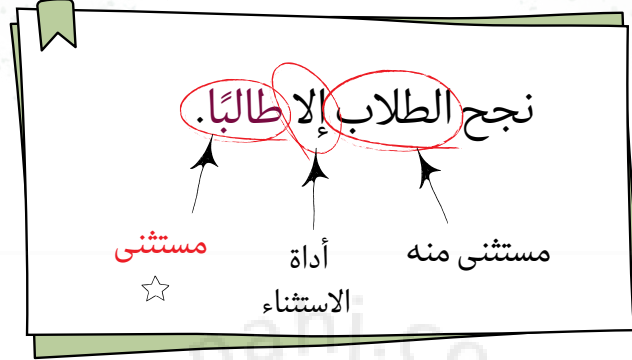 نجح الطلاب إلا طالبًا.
مستثنى منه
أداة
الاستثناء
مستثنى